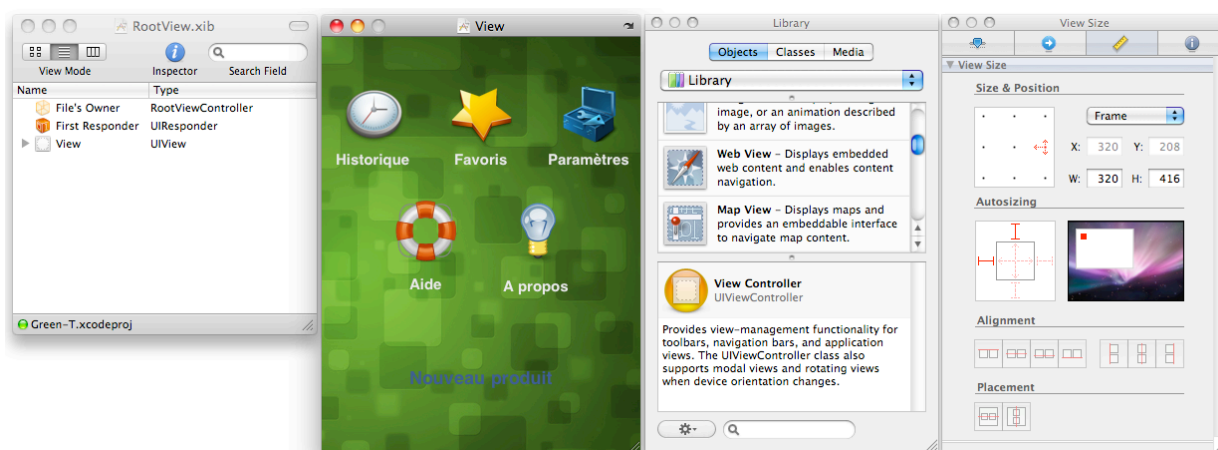 RootView.xib
View Mode
Inspector
Search Field
Name Type
File's Owner RootViewController
First Responder UIResponder
View UIView
Green-T.xcodeproj
View
Historique Favoris Paramètres
Aide A propos
Nouveau produit
Library
Objects Classes Media
Library
image, or an animation described
by an array of images.
Web View – Displays embedded
web content and enables content
navigation.
Map View – Displays maps and
provides an embeddable interface
to navigate map content.
View Controller
UIViewController
Provides view-management functionality for
toolbars, navigation bars, and application
views. The UIViewController class also
supports modal views and rotating views
when device orientation changes.
View Size
View Size
Size & Position
Frame
X: 320 Y: 208
W: 320 H: 416
Autosizing
Alignment
Placement